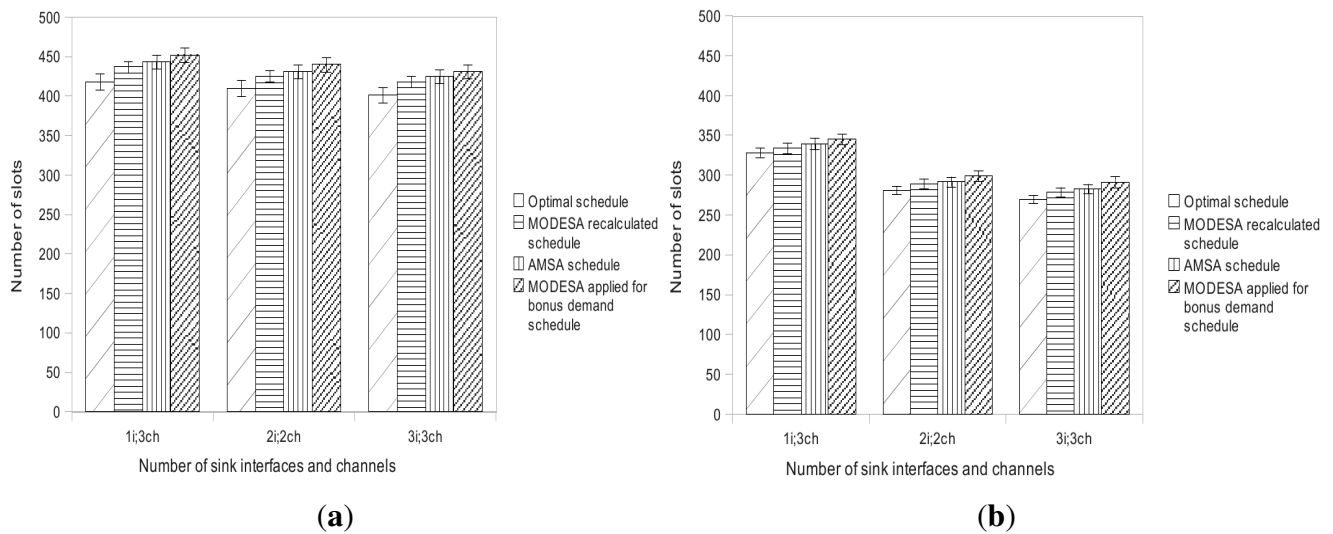 500
450
400
350
300
250
200
150
100
50
0
Number of slots
1i;3ch
2i;2ch
3i;3ch
Number of sink interfaces and channels
Optimal schedule
MODESA recalculated
schedule
AMSA schedule
MODESA applied for
bonus demand
schedule
(a)
500
450
400
350
300
250
200
150
100
50
0
Number of slots
1i;3ch
2i;2ch
3i;3ch
Number of sink interfaces and channels
Optimal schedule
MODESA recalculated
schedule
AMSA schedule
MODESA applied for
bonus demand
schedule
(b)